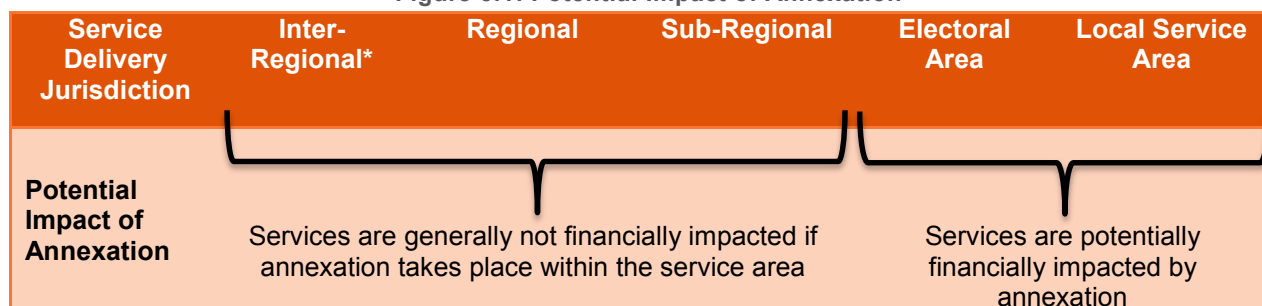 Service Delivery Jurisdiction
Inter-Regional*
Regional
Sub-Regional
Electoral Area
Local Service Area
Potential Impact of Annexation
Services are generally not financially impacted if
annexation takes place within the service area
Services are potentially
financially impacted by
annexation